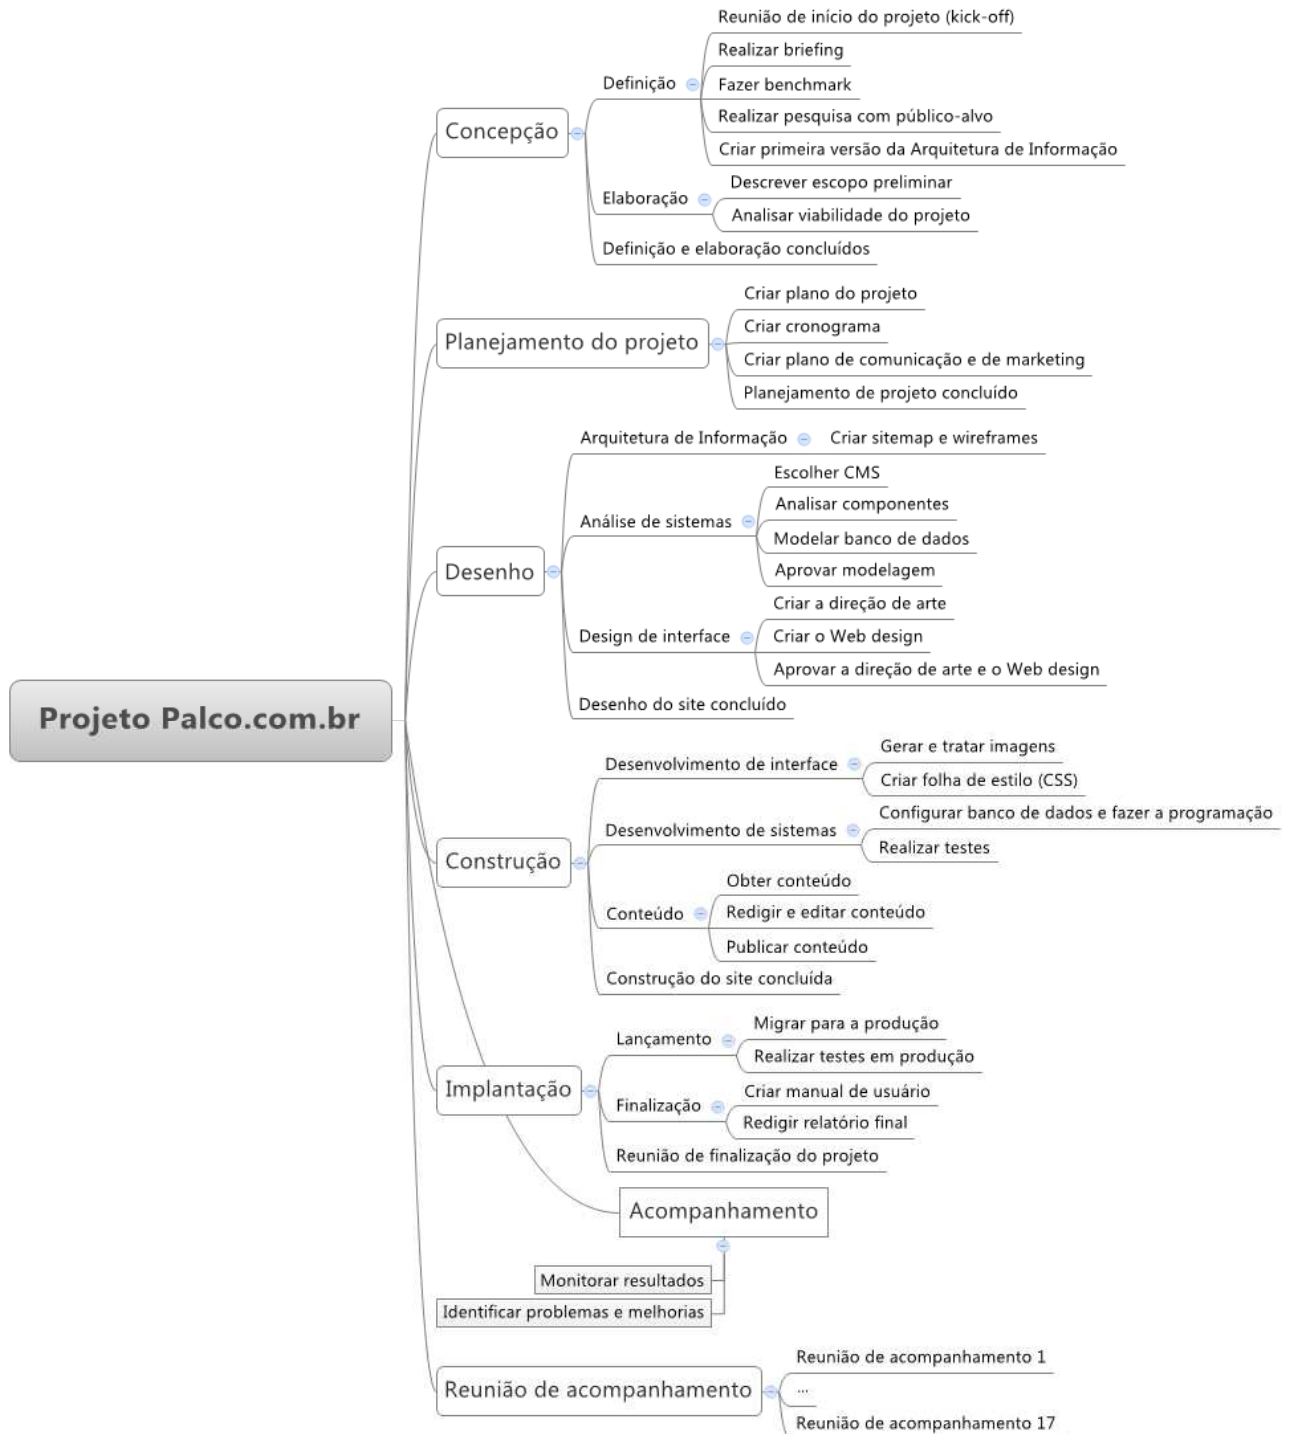 Projeto Palco.com.br
Concepção
Definição
Reunião de início do projeto (kick-off)
Realizar briefing
Fazer benchmark
Realizar pesquisa com público-alvo
Criar primeira versão da Arquitetura de Informação
Elaboração
Descrever escopo preliminar
Analisar viabilidade do projeto
Definição e elaboração concluídos
Planejamento do projeto
Criar plano do projeto
Criar cronograma
Criar plano de comunicação e de marketing
Planejamento de projeto concluído
Desenho
Arquitetura de Informação
Criar sitemap e wireframes
Análise de sistemas
Escolher CMS
Analisar componentes
Modelar banco de dados
Aprovar modelagem
Design de interface
Criar a direção de arte
Criar o Web design
Aprovar a direção de arte e o Web design
Desenho do site concluído
Construção
Desenvolvimento de interface
Gerar e tratar imagens
Criar folha de estilo (CSS)
Desenvolvimento de sistemas
Configurar banco de dados e fazer a programação
Realizar testes
Conteúdo
Obter conteúdo
Redigir e editar conteúdo
Publicar conteúdo
Construção do site concluída
Implantação
Lançamento
Migrar para a produção
Realizar testes em produção
Finalização
Criar manual de usuário
Redigir relatório final
Reunião de finalização do projeto
Acompanhamento
Monitorar resultados
Identificar problemas e melhorias
Reunião de acompanhamento
Reunião de acompanhamento 1
...
Reunião de acompanhamento 17